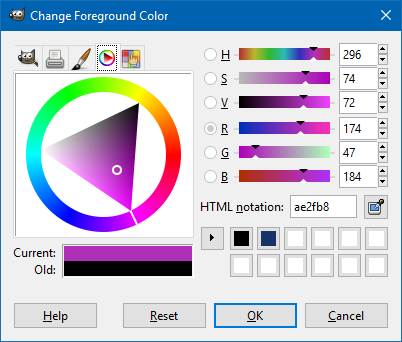 Change Foreground Color
H 296
S 74
V 72
R 174
G 47
B 184
HTML notation: ae2fb8
Current:
Old:
Help Reset OK Cancel